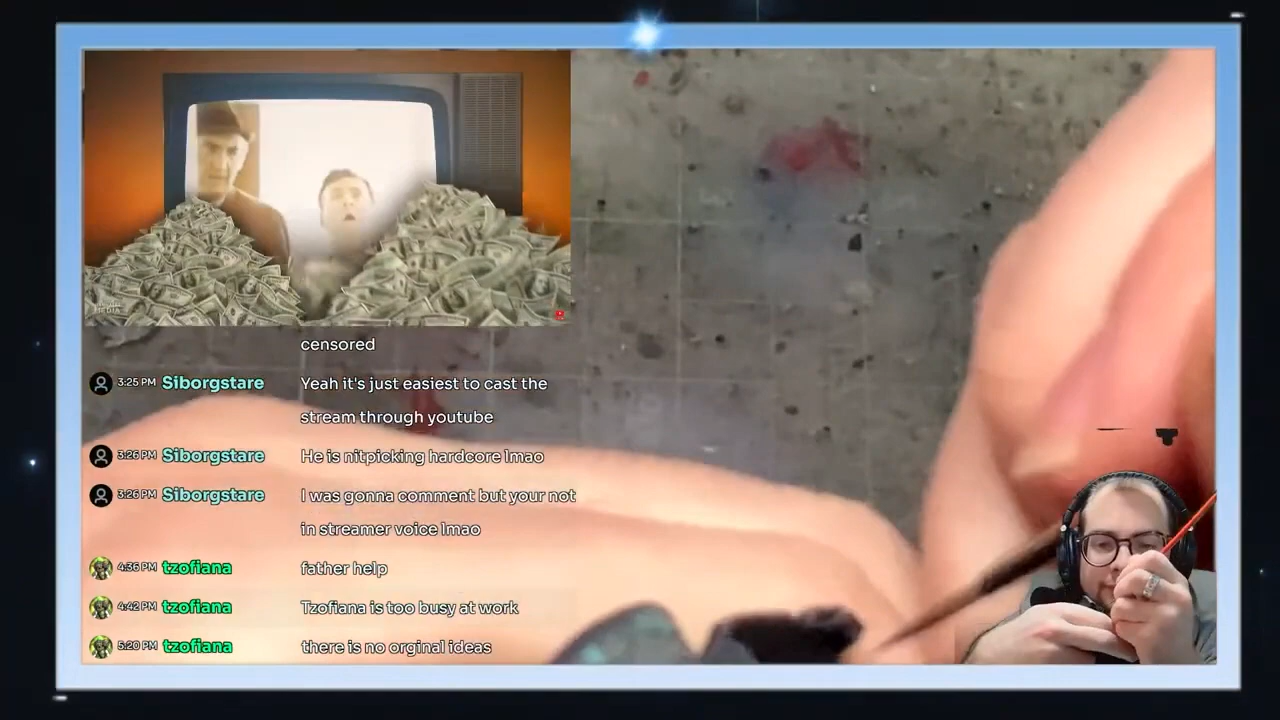 censored
3:25 PM Siborgstare Yeah it's just easiest to cast the
stream through youtube
3:26 PM Siborgstare He is nitpicking hardcore lmao
3:26 PM Siborgstare I was gonna comment but your not
in streamer voice lmao
4:36 PM tzofiana father help
4:42 PM tzofiana Tzofiana is too busy at work
5:20 PM tzofiana there is no orginal ideas